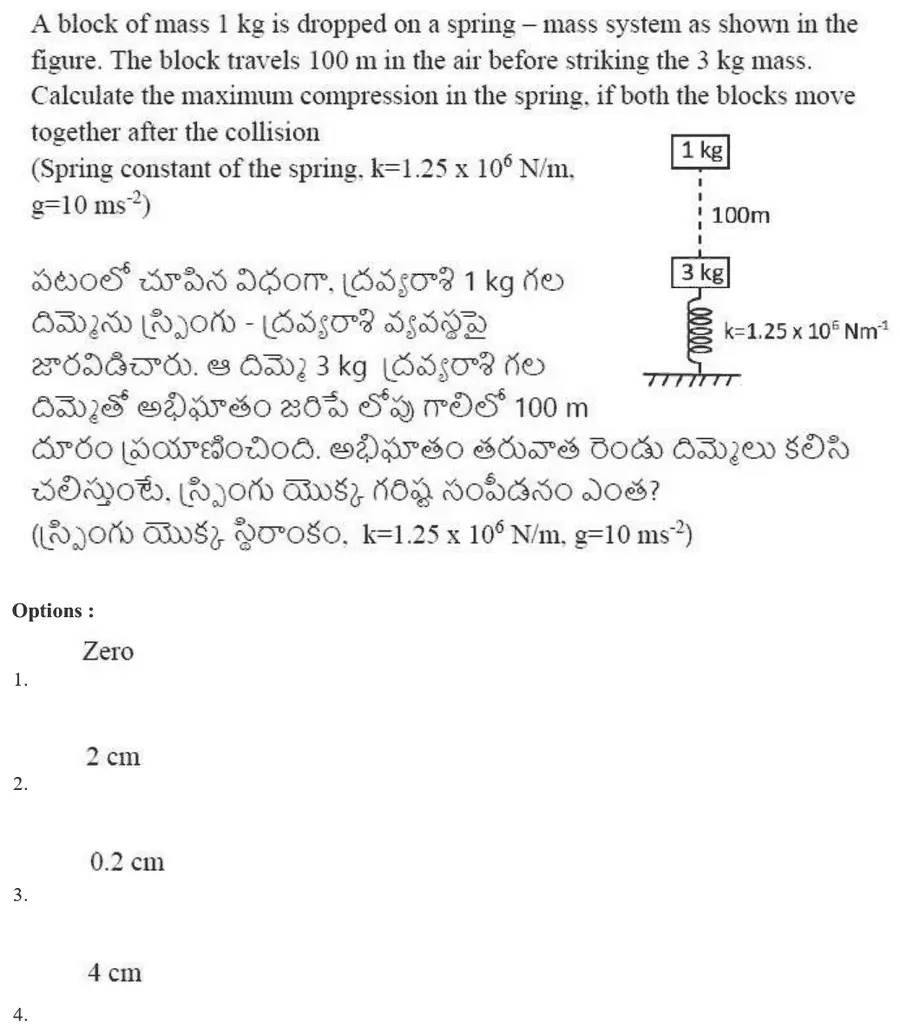 A block of mass 1 kg is dropped on a spring – mass system as shown in the
figure. The block travels 100 m in the air before striking the 3 kg mass.
Calculate the maximum compression in the spring, if both the blocks move
together after the collision
(Spring constant of the spring, k=1.25 x 10⁶ N/m,
g=10 ms⁻²)
1 kg
100m
3 kg
k=1.25 x 10⁶ Nm⁻¹
పటంలో చూపిన విధంగా, ద్రవ్యరాశి 1 kg గల
దిమ్మెను స్ప్రింగు - ద్రవ్యరాశి వ్యవస్థపై
జారవిడిచారు. ఆ దిమ్మె 3 kg ద్రవ్యరాశి గల
దిమ్మెతో అభిఘాతం జరిపే లోపు గాలిలో 100 m
దూరం ప్రయాణించింది. అభిఘాతం తరువాత రెండు దిమ్మెలు కలిసి
చలిస్తుంటే, స్ప్రింగు యొక్క గరిష్ట సంపీడనం ఎంత?
(స్ప్రింగు యొక్క స్థిరాంకం, k=1.25 x 10⁶ N/m, g=10 ms⁻²)
Options :
Zero
1.
2 cm
2.
0.2 cm
3.
4 cm
4.